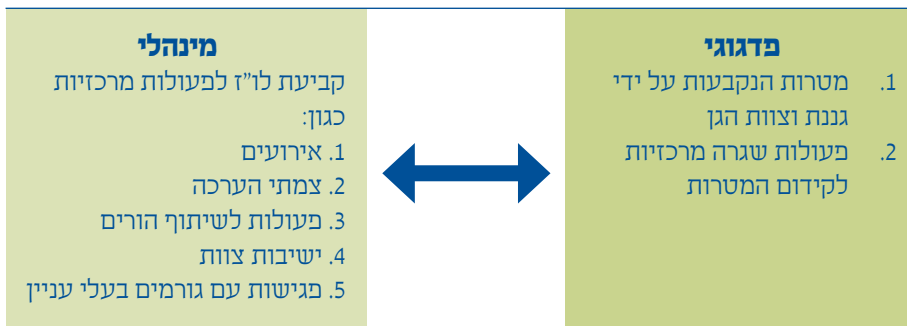 פדגוגי
1. מטרות הנקבעות על ידי
גננת וצוות הגן
2. פעולות שגרה מרכזיות
לקידום המטרות
מינהלי
קביעת לו"ז לפעולות מרכזיות
כגון:
1. אירועים
2. צמתי הערכה
3. פעולות לשיתוף הורים
4. ישיבות צוות
5. פגישות עם גורמים בעלי עניין